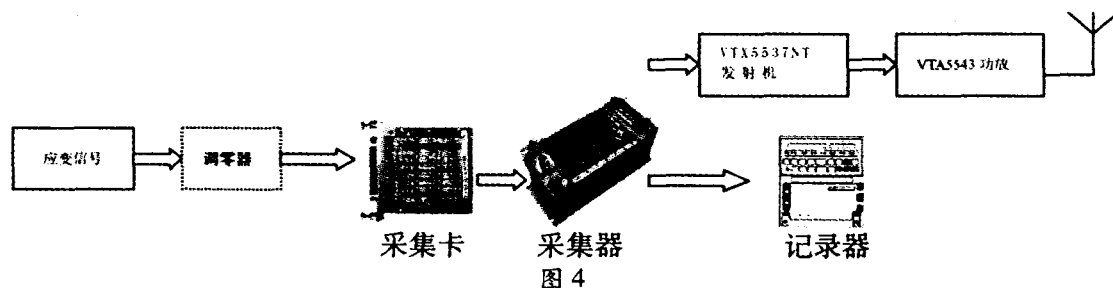 VTX5537NT
发射机
VTA5543 功放
应变信号
调零器
采集卡
采集器
记录器
图 4